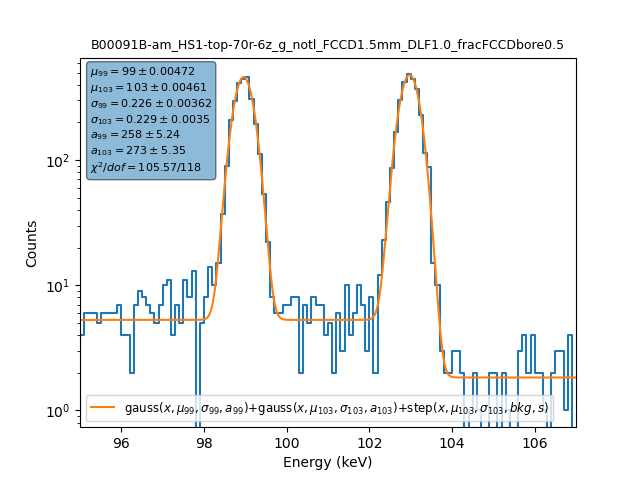 B00091B-am_HS1-top-70r-6z_g_notl_FCCD1.5mm_DLF1.0_fracFCCDbore0.5
μ₉₉ = 99 ± 0.00472
μ₁₀₃ = 103 ± 0.00461
σ₉₉ = 0.226 ± 0.00362
σ₁₀₃ = 0.229 ± 0.0035
a₉₉ = 258 ± 5.24
a₁₀₃ = 273 ± 5.35
χ²/dof = 105.57/118
10²
10¹
10⁰
Counts
gauss(x, μ₉₉, σ₉₉, a₉₉)+gauss(x, μ₁₀₃, σ₁₀₃, a₁₀₃)+step(x, μ₁₀₃, σ₁₀₃, bkg, s)
96 98 100 102 104 106
Energy (keV)